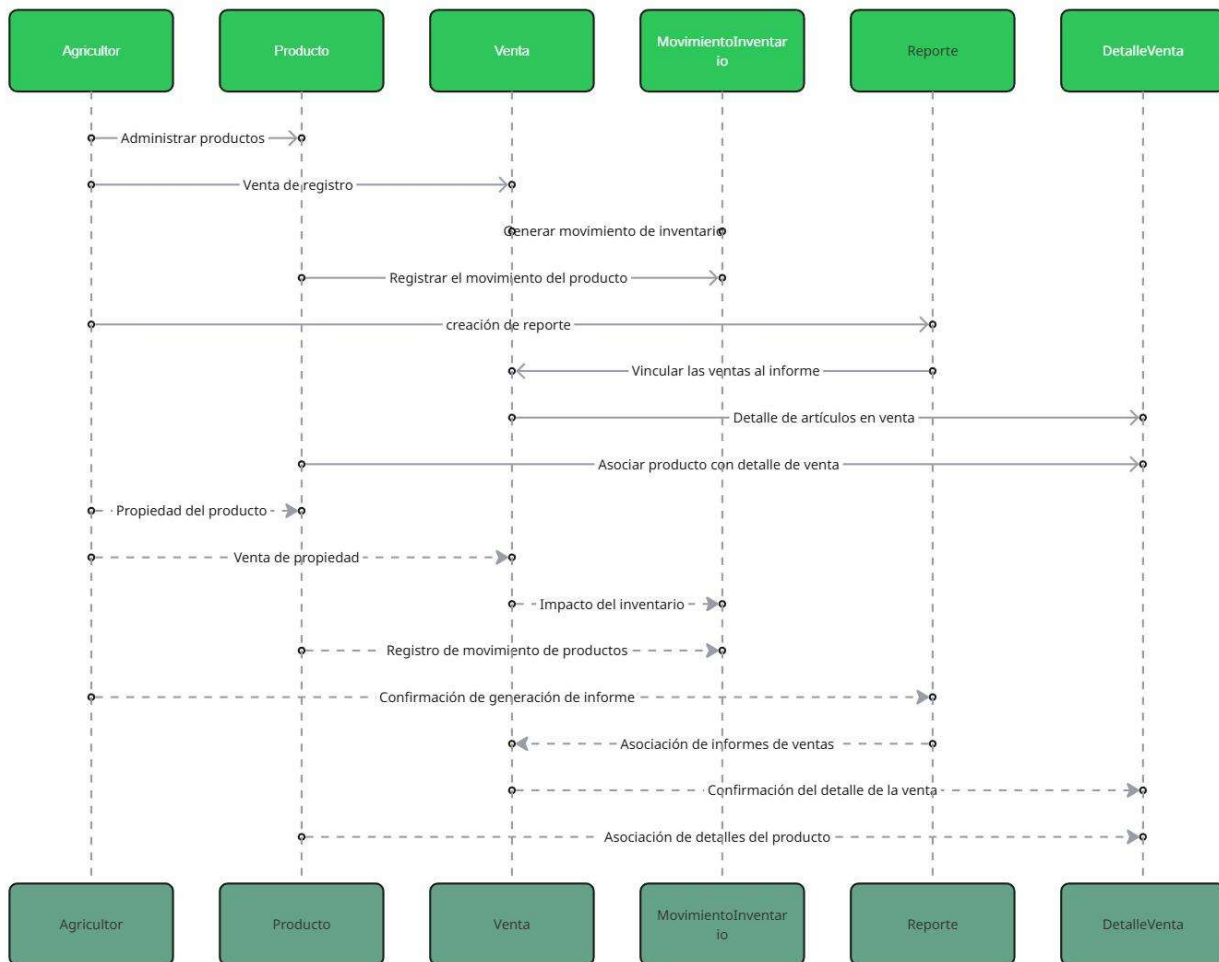 Agricultor
Producto
Venta
MovimientoInventar
io
Reporte
DetalleVenta
Administrar productos
Venta de registro
Generar movimiento de inventario
Registrar el movimiento del producto
creación de reporte
Vincular las ventas al informe
Detalle de artículos en venta
Asociar producto con detalle de venta
Propiedad del producto
Venta de propiedad
Impacto del inventario
Registro de movimiento de productos
Confirmación de generación de informe
Asociación de informes de ventas
Confirmación del detalle de la venta
Asociación de detalles del producto
Agricultor
Producto
Venta
MovimientoInventar
io
Reporte
DetalleVenta